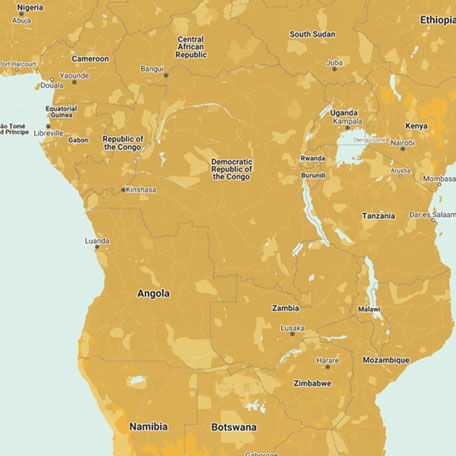 Nigeria
Abuja
Ethiopia
Central
African
Republic
South Sudan
Port Harcourt
Cameroon
Bangui
Juba
Douala
Yaounde
Equatorial
Guinea
São Tomé
and Príncipe
Libreville
Gabon
Republic of
the Congo
Uganda
Kampala
Kenya
Nairobi
Democratic
Republic of
the Congo
Rwanda
Burundi
Arusha
Mombasa
Kinshasa
Tanzania
Dar es Salaam
Luanda
Angola
Zambia
Malawi
Lusaka
Harare
Mozambique
Zimbabwe
Namibia
Botswana
Gaborone